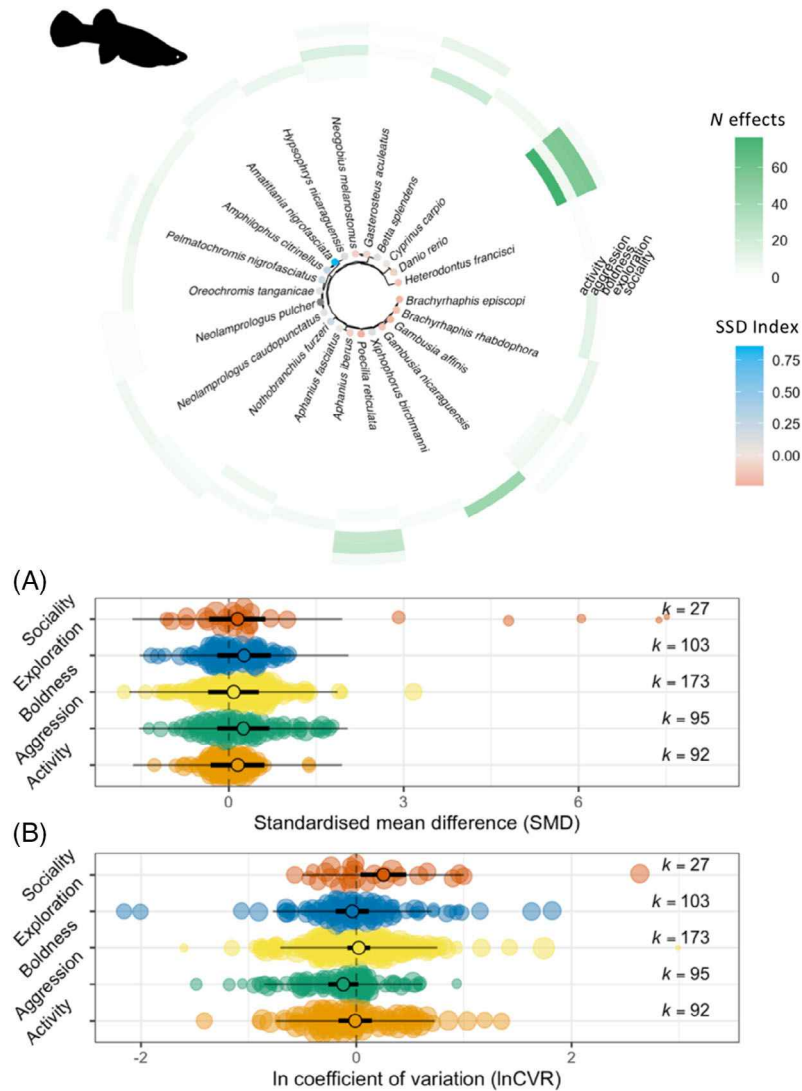 Hypsophrys nicaraguensis
Neogobius melanostomus
Gasterosteus aculeatus
Betta splendens
Cyprinus carpio
Danio rerio
Heterodontus francisci
Amatitlania nigrofasciata
Amphilophus citrinellus
Pelmatochromis nigrofasciatus
Oreochromis tanganicae
Neolamprologus pulcher
Neolamprologus caudopunctatus
Nothobranchius furzeri
Aphanius fasciatus
Aphanius iberus
Poecilia reticulata
Xiphophorus birchmanni
Gambusia nicaraguensis
Gambusia affinis
Brachyrhaphis rhabdophora
Brachyrhaphis episcopi
activity
aggression
boldness
exploration
sociality
N effects
60
40
20
0
SSD Index
0.75
0.50
0.25
0.00
(A)
Sociality
k = 27
Exploration
k = 103
Boldness
k = 173
Aggression
k = 95
Activity
k = 92
0 3 6
Standardised mean difference (SMD)
(B)
Sociality
k = 27
Exploration
k = 103
Boldness
k = 173
Aggression
k = 95
Activity
k = 92
-2 0 2
ln coefficient of variation (lnCVR)